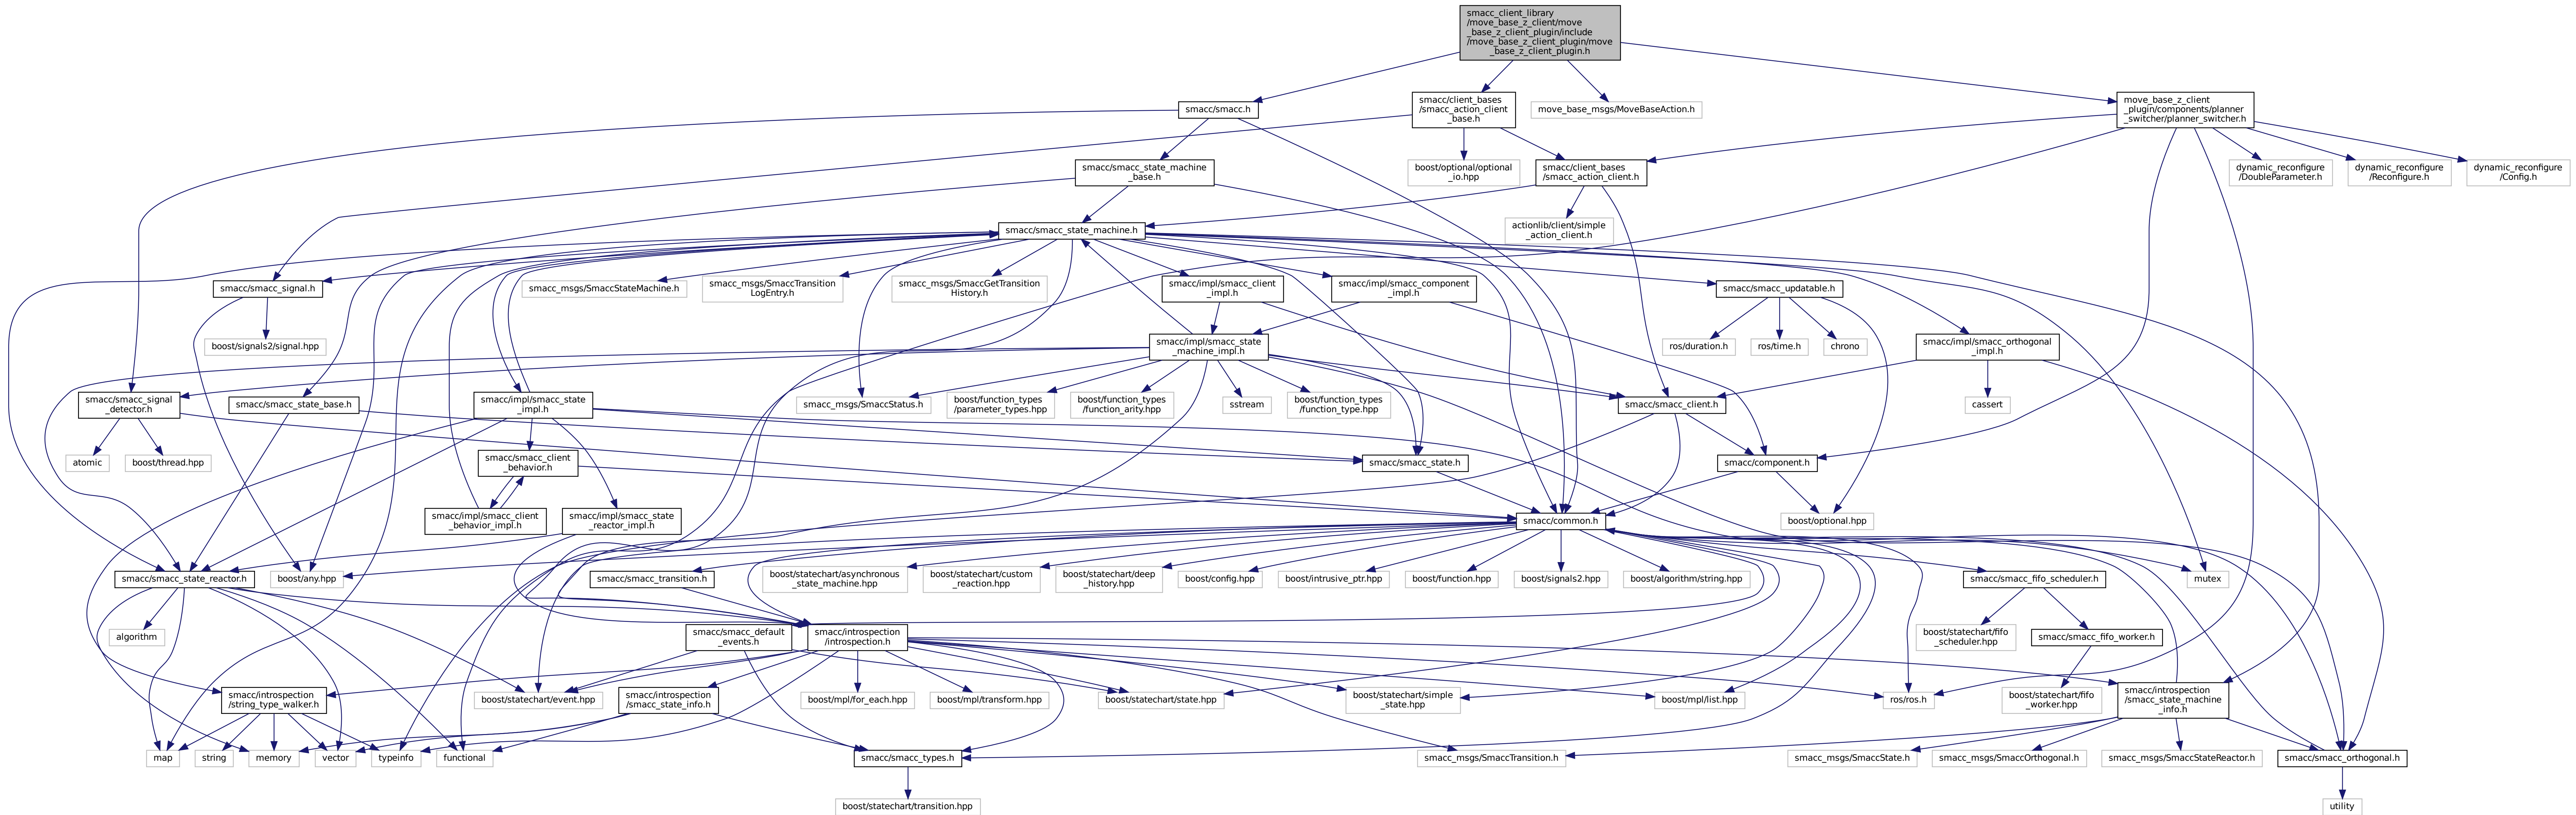 smacc_client_library
/move_base_z_client/move
_base_z_client_plugin/include
/move_base_z_client_plugin/move
_base_z_client_plugin.h
smacc/smacc.h
smacc/client_bases
/smacc_action_client
_base.h
move_base_msgs/MoveBaseAction.h
move_base_z_client
_plugin/components/planner
_switcher/planner_switcher.h
smacc/smacc_state_machine
_base.h
boost/optional/optional
_io.hpp
smacc/client_bases
/smacc_action_client.h
dynamic_reconfigure
/DoubleParameter.h
dynamic_reconfigure
/Reconfigure.h
dynamic_reconfigure
/Config.h
smacc/smacc_state_machine.h
actionlib/client/simple
_action_client.h
smacc/smacc_signal.h
smacc_msgs/SmaccStateMachine.h
smacc_msgs/SmaccTransition
LogEntry.h
smacc_msgs/SmaccGetTransition
History.h
smacc/impl/smacc_client
_impl.h
smacc/impl/smacc_component
_impl.h
smacc/smacc_updatable.h
boost/signals2/signal.hpp
smacc/impl/smacc_state
_machine_impl.h
ros/duration.h
ros/time.h
chrono
smacc/impl/smacc_orthogonal
_impl.h
smacc/smacc_signal
_detector.h
smacc/smacc_state_base.h
smacc/impl/smacc_state
_impl.h
smacc_msgs/SmaccStatus.h
boost/function_types
/parameter_types.hpp
boost/function_types
/function_arity.hpp
sstream
boost/function_types
/function_type.hpp
smacc/smacc_client.h
cassert
atomic
boost/thread.hpp
smacc/smacc_client
_behavior.h
smacc/smacc_state.h
smacc/component.h
smacc/impl/smacc_client
_behavior_impl.h
smacc/impl/smacc_state
_reactor_impl.h
smacc/common.h
boost/optional.hpp
smacc/smacc_state_reactor.h
boost/any.hpp
smacc/smacc_transition.h
boost/statechart/asynchronous
_state_machine.hpp
boost/statechart/custom
_reaction.hpp
boost/statechart/deep
_history.hpp
boost/config.hpp
boost/intrusive_ptr.hpp
boost/function.hpp
boost/signals2.hpp
boost/algorithm/string.hpp
smacc/smacc_fifo_scheduler.h
mutex
algorithm
smacc/smacc_default
_events.h
smacc/introspection
/introspection.h
boost/statechart/fifo
_scheduler.hpp
smacc/smacc_fifo_worker.h
smacc/introspection
/string_type_walker.h
boost/statechart/event.hpp
smacc/introspection
/smacc_state_info.h
boost/mpl/for_each.hpp
boost/mpl/transform.hpp
boost/statechart/state.hpp
boost/statechart/simple
_state.hpp
boost/mpl/list.hpp
ros/ros.h
boost/statechart/fifo
_worker.hpp
smacc/introspection
/smacc_state_machine
_info.h
map
string
memory
vector
typeinfo
functional
smacc/smacc_types.h
smacc_msgs/SmaccTransition.h
smacc_msgs/SmaccState.h
smacc_msgs/SmaccOrthogonal.h
smacc_msgs/SmaccStateReactor.h
smacc/smacc_orthogonal.h
boost/statechart/transition.hpp
utility